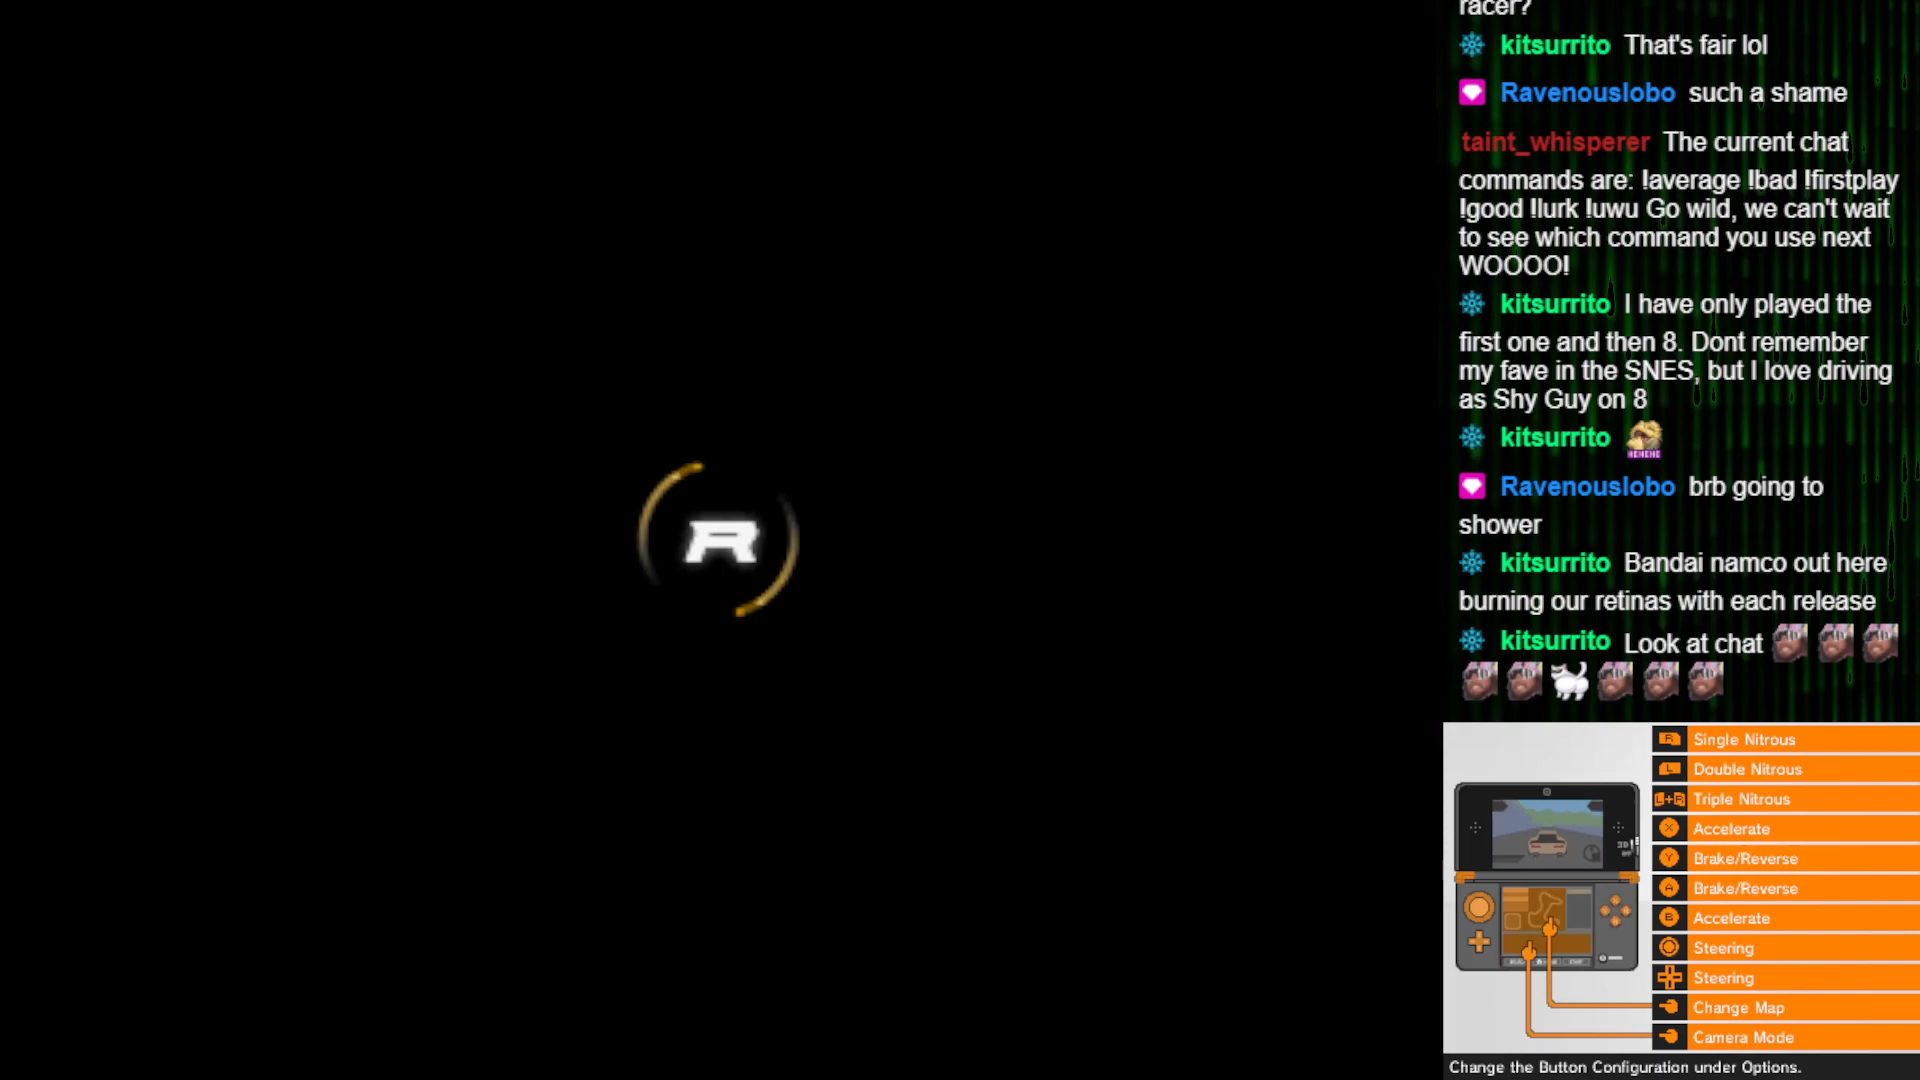 racer?
kitsurrito That's fair lol
Ravenouslobo such a shame
taint_whisperer The current chat
commands are: !average !bad !firstplay
!good !lurk !uwu Go wild, we can't wait
to see which command you use next
WOOOO!
kitsurrito I have only played the
first one and then 8. Dont remember
my fave in the SNES, but I love driving
as Shy Guy on 8
kitsurrito HEHEHE
Ravenouslobo brb going to
shower
kitsurrito Bandai namco out here
burning our retinas with each release
kitsurrito Look at chat
R
R Single Nitrous
L Double Nitrous
L+R Triple Nitrous
X Accelerate
Y Brake/Reverse
A Brake/Reverse
B Accelerate
Steering
Steering
Change Map
Camera Mode
Change the Button Configuration under Options.